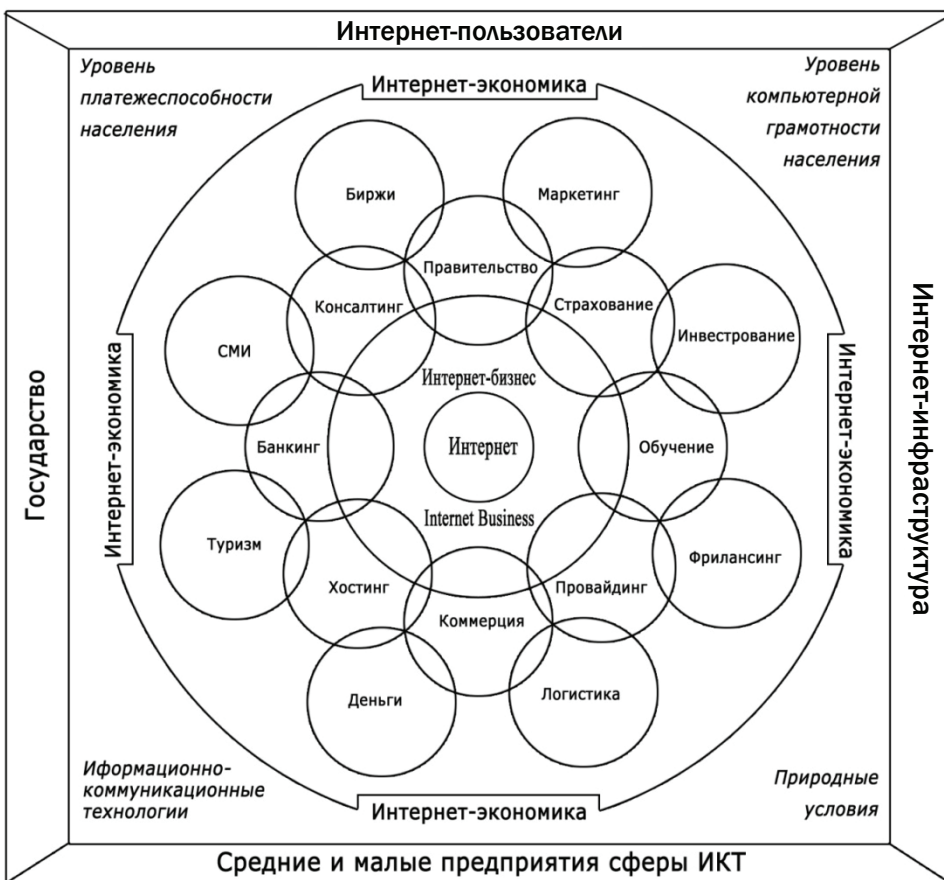 Интернет-пользователи
Уровень
платежеспособности
населения
Интернет-экономика
Уровень
компьютерной
грамотности
населения
Биржи
Маркетинг
Правительство
Консалтинг
Страхование
СМИ
Инвестрование
Государство
Интернет-экономика
Интернет-бизнес
Интернет-экономика
Интернет-инфраструктура
Банкинг
Интернет
Обучение
Internet Business
Туризм
Фрилансинг
Хостинг
Провайдинг
Коммерция
Деньги
Логистика
Иформационно-
коммуникационные
технологии
Природные
условия
Интернет-экономика
Средние и малые предприятия сферы ИКТ